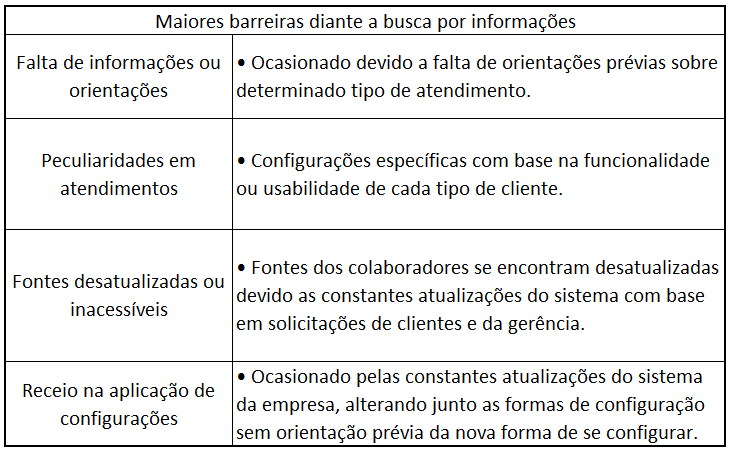 Maiores barreiras diante a busca por informações
Falta de informações ou
orientações
• Ocasionado devido a falta de orientações prévias sobre
determinado tipo de atendimento.
Peculiaridades em
atendimentos
• Configurações específicas com base na funcionalidade
ou usabilidade de cada tipo de cliente.
Fontes desatualizadas ou
inacessíveis
• Fontes dos colaboradores se encontram desatualizadas
devido as constantes atualizações do sistema com base
em solicitações de clientes e da gerência.
Receio na aplicação de
configurações
• Ocasionado pelas constantes atualizações do sistema
da empresa, alterando junto as formas de configuração
sem orientação prévia da nova forma de se configurar.